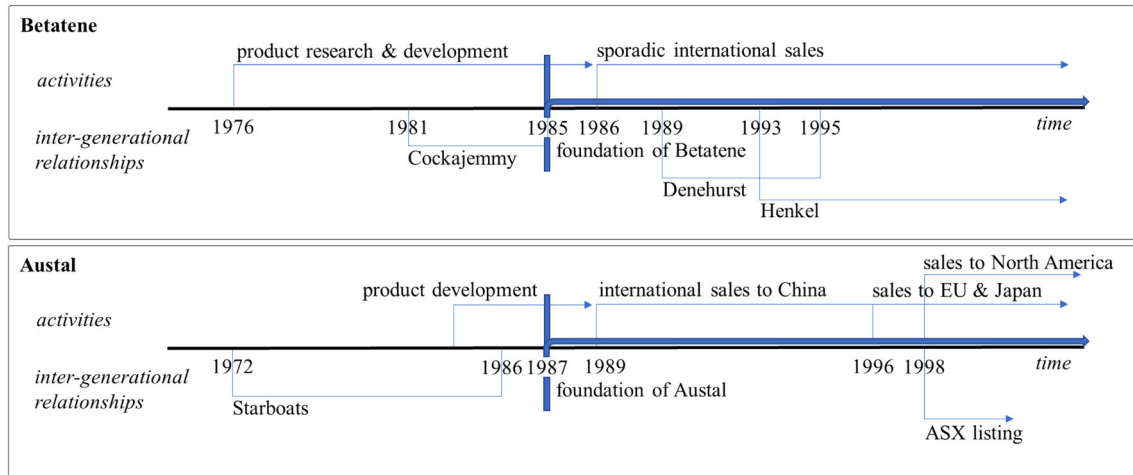 Betatene
product research & development
sporadic international sales
activities
1976
1981
1985
1986
1989
1993
1995
time
inter-generational
relationships
Cockajemmy
foundation of Betatene
Denehurst
Henkel
Austal
sales to North America
product development
international sales to China
sales to EU & Japan
activities
1972
1986
1987
1989
1996
1998
time
inter-generational
relationships
Starboats
foundation of Austal
ASX listing